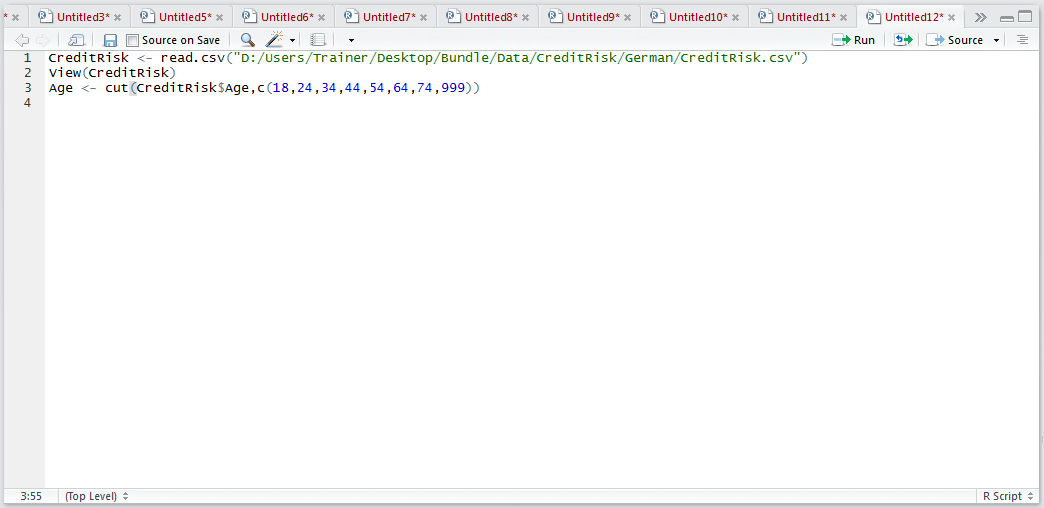 * Untitled3* Untitled5* Untitled6* Untitled7* Untitled8* Untitled9* Untitled10* Untitled11* Untitled12*
Source on Save Run Source
1 CreditRisk <- read.csv("D:/Users/Trainer/Desktop/Bundle/Data/CreditRisk/German/CreditRisk.csv")
2 View(CreditRisk)
3 Age <- cut(CreditRisk$Age,c(18,24,34,44,54,64,74,999))
4
3:55 (Top Level) R Script